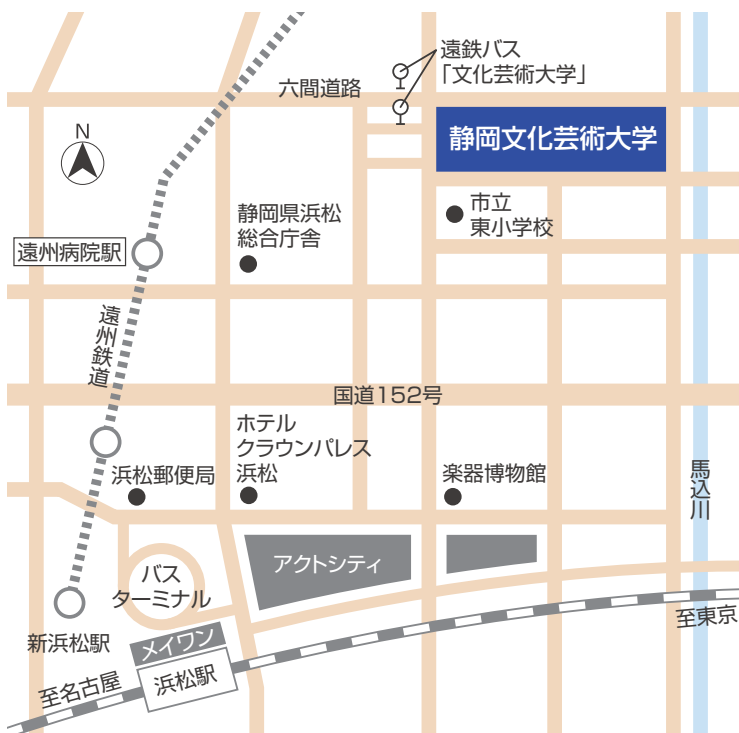 遠鉄バス
「文化芸術大学」
六間道路
静岡文化芸術大学
N
市立
東小学校
静岡県浜松
総合庁舎
遠州病院駅
遠州鉄道
国道152号
ホテル
クラウンパレス
浜松
浜松郵便局
楽器博物館
馬込川
アクトシティ
バス
ターミナル
新浜松駅
メイワン
浜松駅
至東京
至名古屋